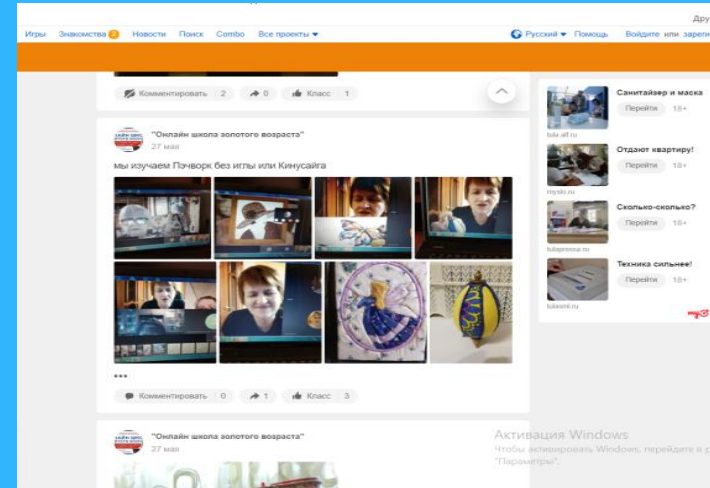 Дру
Игры Знакомства 2 Новости Поиск Combo Все проекты
Русский Помощь Войдите или зареги
Комментировать 2 0 Класс 1
"Онлайн школа золотого возраста"
27 мая
мы изучаем Пэчворк без иглы или Кинусайга
Комментировать 0 1 Класс 3
"Онлайн школа золотого возраста"
27 мая
Санитайзер и маска
Перейти 18+
tula.aif.ru
Отдают квартиру!
Перейти 18+
myslo.ru
Сколько-сколько?
Перейти 18+
tulapressa.ru
Техника сильнее!
Перейти 18+
tulasmi.ru
Активация Windows
Чтобы активировать Windows, перейдите в р
"Параметры".